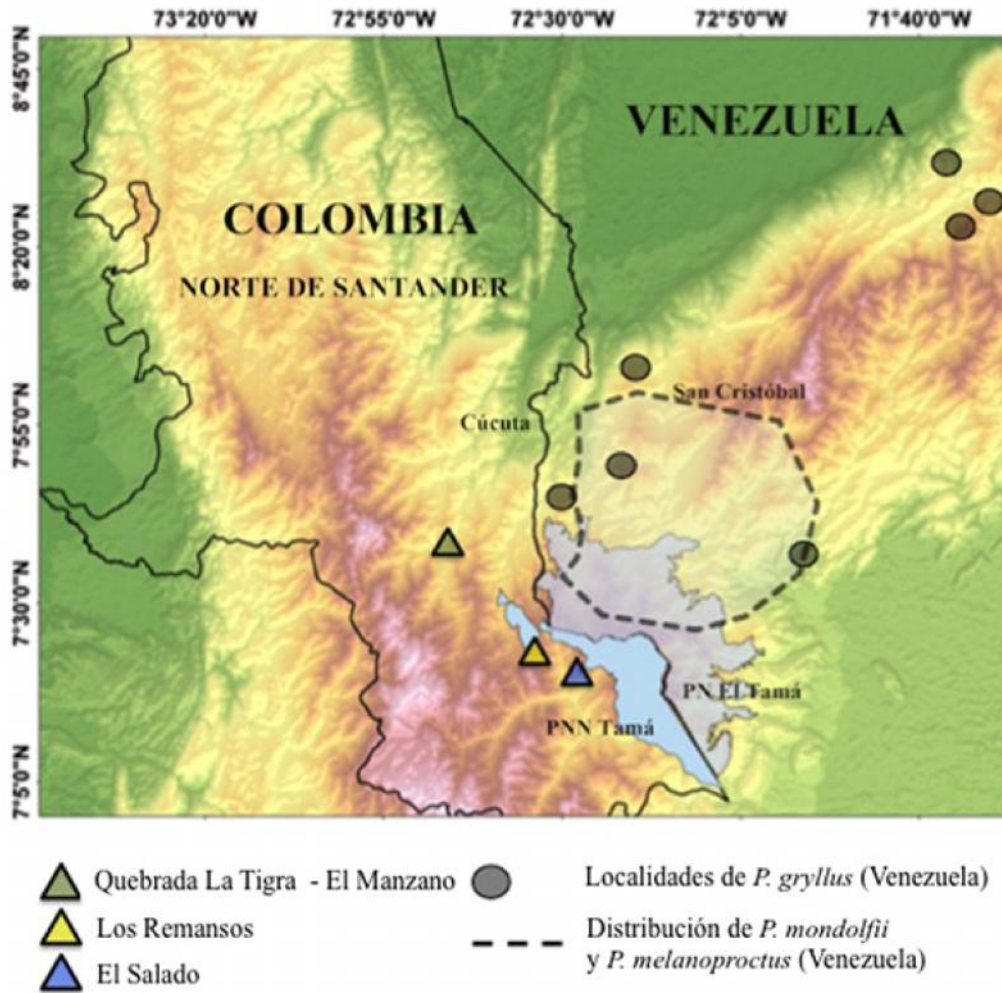 73°20'0"W 72°55'0"W 72°30'0"W 72°5'0"W 71°40'0"W
8°45'0"N
8°20'0"N
7°55'0"N
7°30'0"N
7°5'0"N
VENEZUELA
COLOMBIA
NORTE DE SANTANDER
San Cristóbal
Cúcuta
PN El Tamá
PNN Tamá
Quebrada La Tigra - El Manzano
Los Remansos
El Salado
Localidades de P. gryllus (Venezuela)
Distribución de P. mondolfii
y P. melanoproctus (Venezuela)